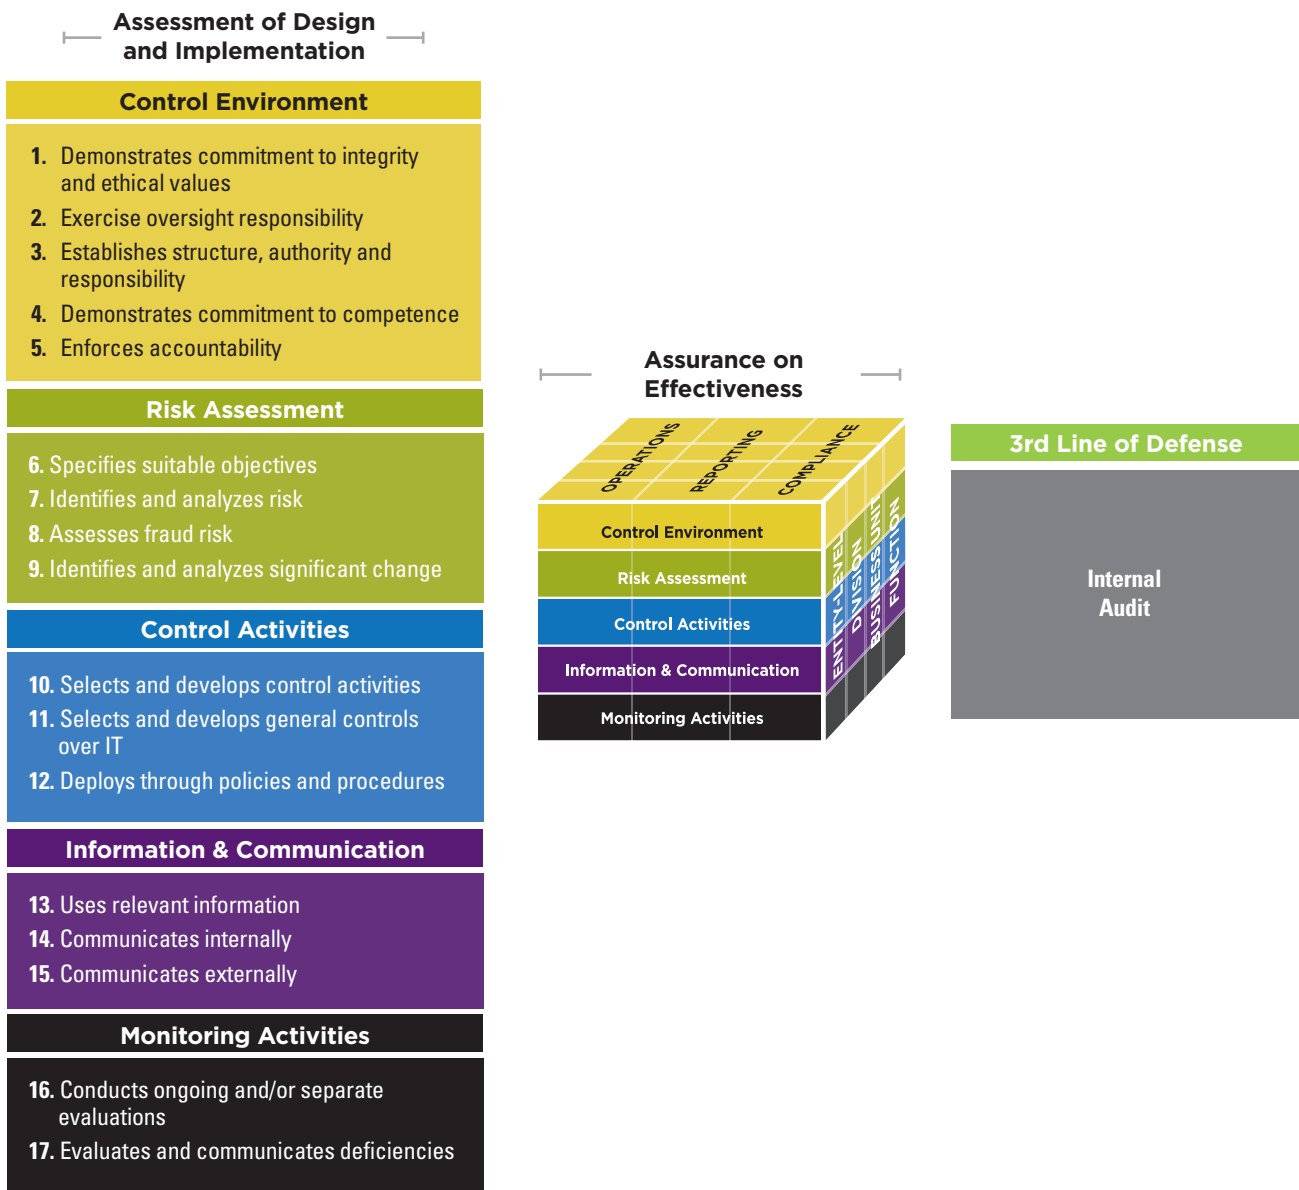 Assessment of Design
and Implementation
Control Environment
1. Demonstrates commitment to integrity
and ethical values
2. Exercise oversight responsibility
3. Establishes structure, authority and
responsibility
4. Demonstrates commitment to competence
5. Enforces accountability
Risk Assessment
6. Specifies suitable objectives
7. Identifies and analyzes risk
8. Assesses fraud risk
9. Identifies and analyzes significant change
Control Activities
10. Selects and develops control activities
11. Selects and develops general controls
over IT
12. Deploys through policies and procedures
Information & Communication
13. Uses relevant information
14. Communicates internally
15. Communicates externally
Monitoring Activities
16. Conducts ongoing and/or separate
evaluations
17. Evaluates and communicates deficiencies
Assurance on
Effectiveness
OPERATIONS
REPORTING
COMPLIANCE
Control Environment
Risk Assessment
Control Activities
Information & Communication
Monitoring Activities
ENTITY-LEVEL
DIVISION
BUSINESS UNIT
FUNCTION
3rd Line of Defense
Internal
Audit